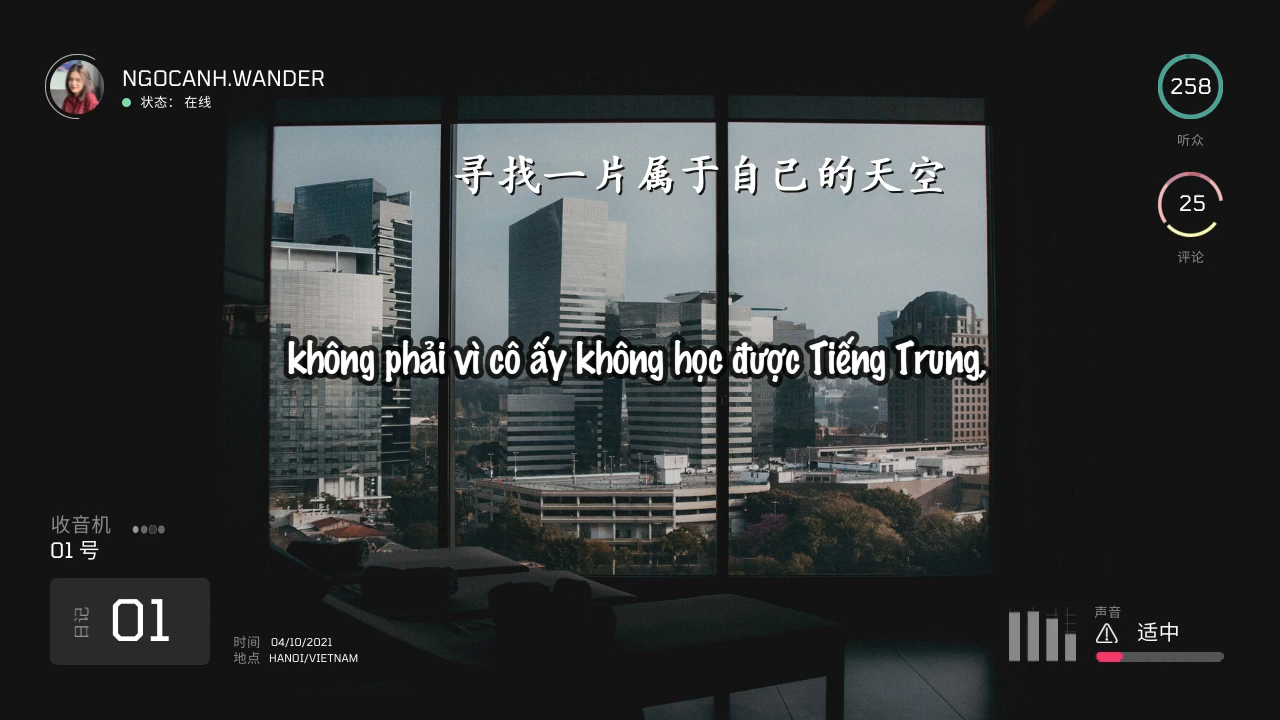 NGOCANH.WANDER
状态： 在线
258
听众
25
评论
寻找一片属于自己的天空
không phải vì cô ấy không học được Tiếng Trung,
收音机
01 号
日记
01
时间 04/10/2021
地点 HANOI/VIETNAM
声音
适中